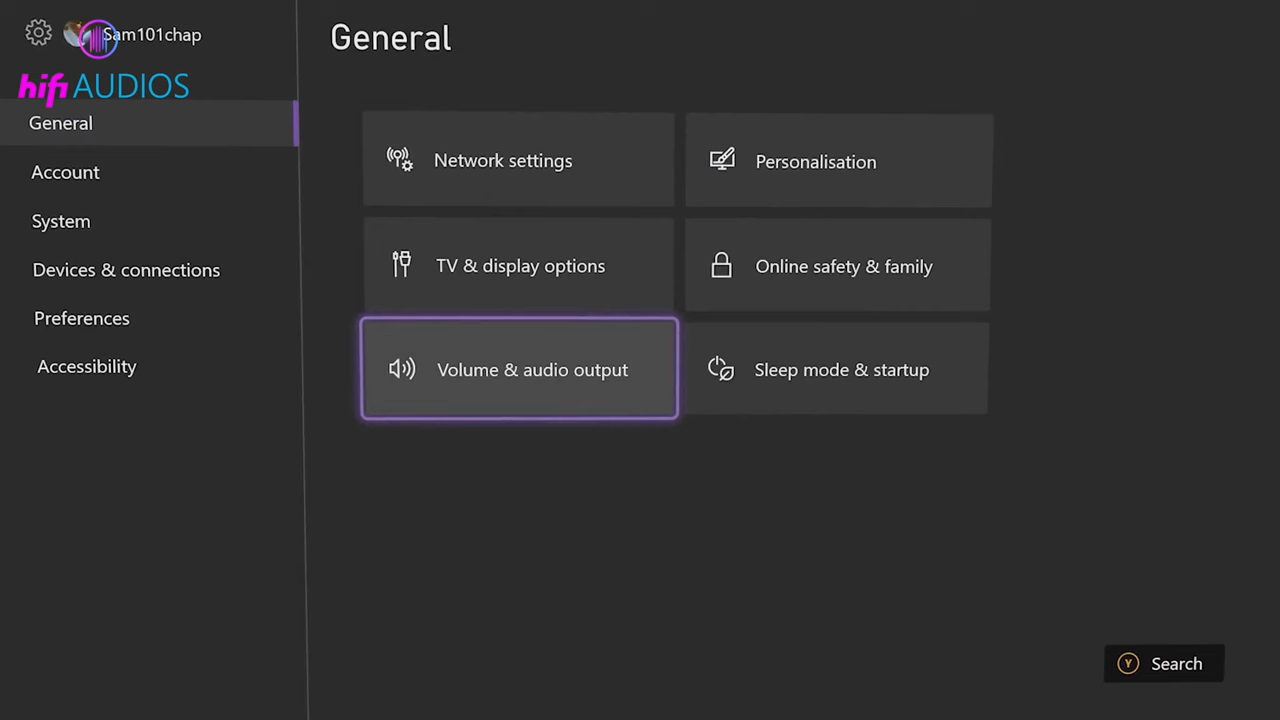 Sam101chap
hifi AUDIOS
General
Account
System
Devices & connections
Preferences
Accessibility
General
Network settings
Personalisation
TV & display options
Online safety & family
Volume & audio output
Sleep mode & startup
Y Search